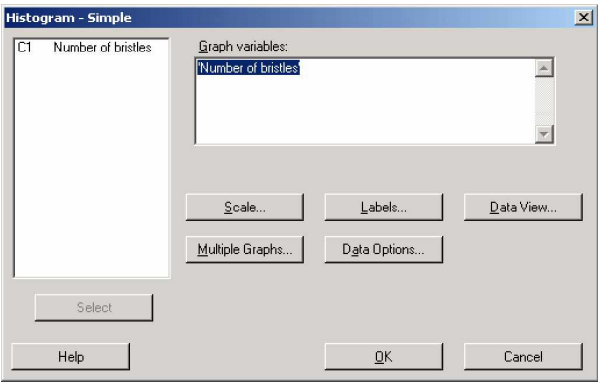 Histogram - Simple
C1 Number of bristles
Graph variables:
'Number of bristles'
Scale... Labels... Data View...
Multiple Graphs... Data Options...
Select
Help OK Cancel